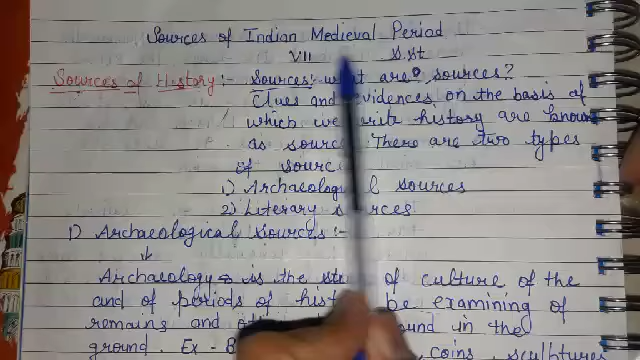 Sources of Indian Medieval Period
VII S.St
Sources of History :- Sources:- what are sources?
Clues and evidences on the basis of
which we write history are known
as sources. There are two types
of sources
1) Archaeological sources
2) Literary sources
1) Archaeological sources :-
↓
Archaeology is the of culture of the
and of periods of be examining of
remains and in the
ground. Ex - coins, sculptures